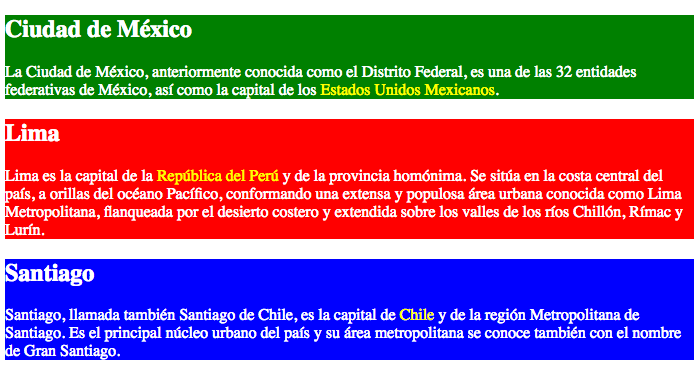 Ciudad de México
La Ciudad de México, anteriormente conocida como el Distrito Federal, es una de las 32 entidades
federativas de México, así como la capital de los Estados Unidos Mexicanos.
Lima
Lima es la capital de la República del Perú y de la provincia homónima. Se sitúa en la costa central del
país, a orillas del océano Pacífico, conformando una extensa y populosa área urbana conocida como Lima
Metropolitana, flanqueada por el desierto costero y extendida sobre los valles de los ríos Chillón, Rímac y
Lurín.
Santiago
Santiago, llamada también Santiago de Chile, es la capital de Chile y de la región Metropolitana de
Santiago. Es el principal núcleo urbano del país y su área metropolitana se conoce también con el nombre
de Gran Santiago.